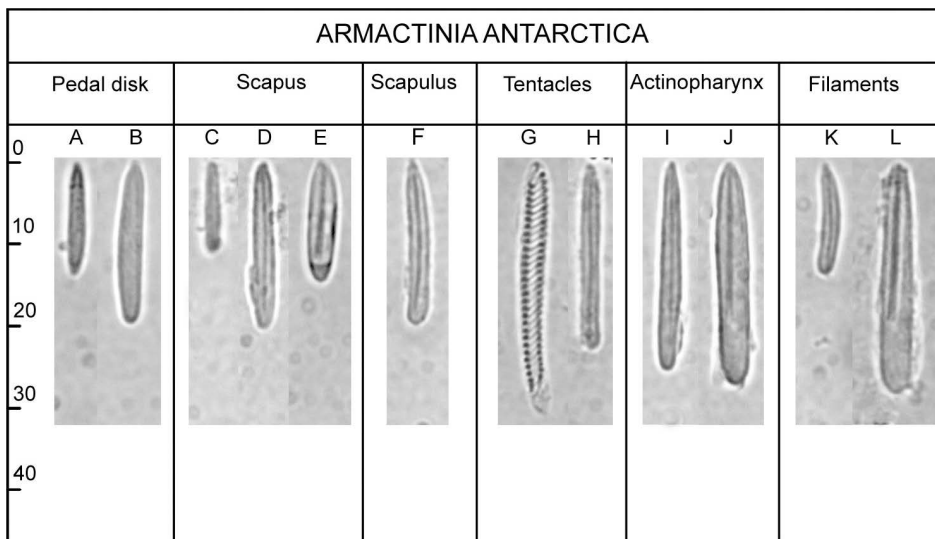 ARMACTINIA ANTARCTICA
Pedal disk Scapus Scapulus Tentacles Actinopharynx Filaments
A B C D E F G H I J K L
0
10
20
30
40